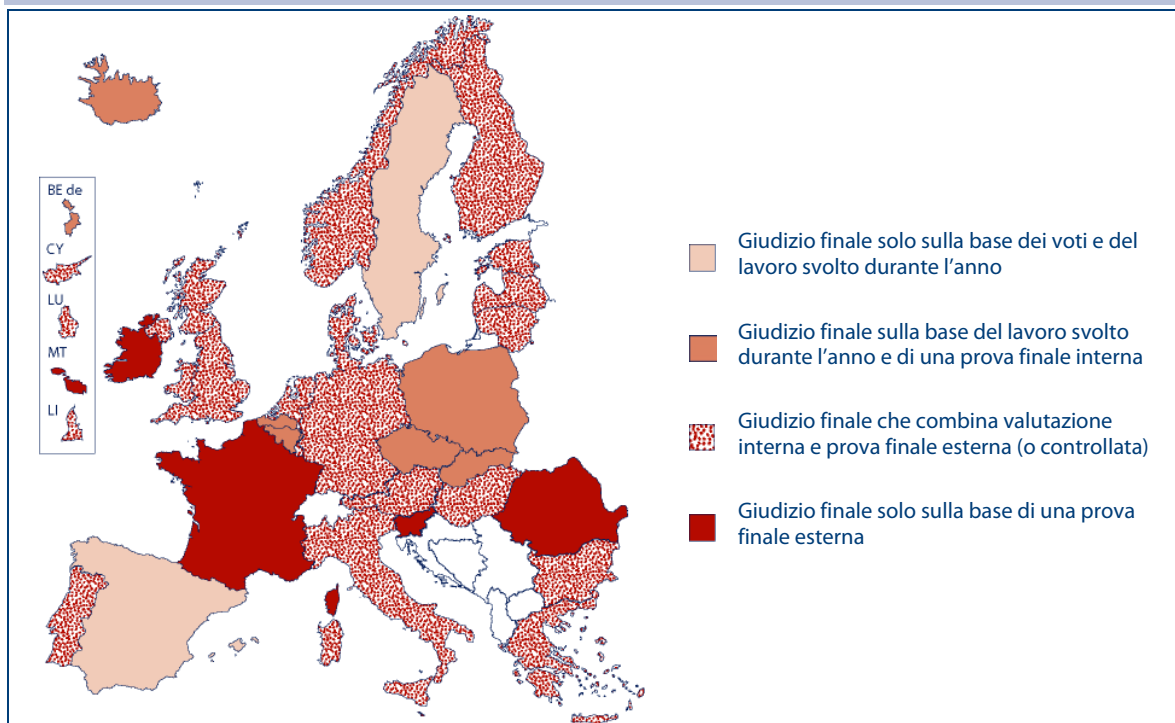 BE de
CY
LU
MT
LI
Giudizio finale solo sulla base dei voti e del
lavoro svolto durante l'anno
Giudizio finale sulla base del lavoro svolto
durante l'anno e di una prova finale interna
Giudizio finale che combina valutazione
interna e prova finale esterna (o controllata)
Giudizio finale solo sulla base di una prova
finale esterna